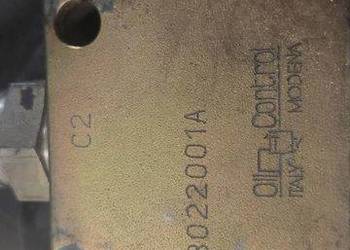 C2
8022001A
Oil Control
ITALY MODENA